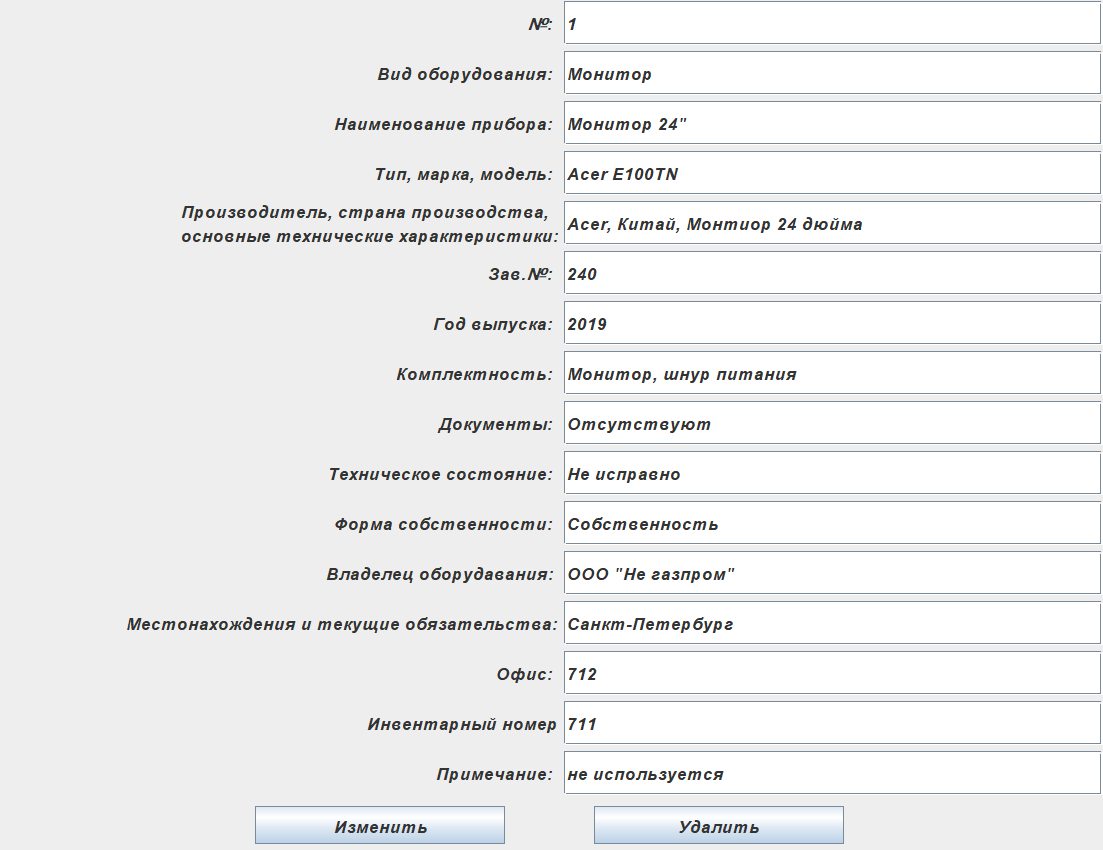 №: 1
Вид оборудования: Монитор
Наименование прибора: Монитор 24"
Тип, марка, модель: Acer E100TN
Производитель, страна производства,
основные технические характеристики: Acer, Китай, Монтиор 24 дюйма
Зав.№: 240
Год выпуска: 2019
Комплектность: Монитор, шнур питания
Документы: Отсутствуют
Техническое состояние: Не исправно
Форма собственности: Собственность
Владелец оборудавания: ООО "Не газпром"
Местонахождения и текущие обязательства: Санкт-Петербург
Офис: 712
Инвентарный номер 711
Примечание: не используется
Изменить Удалить